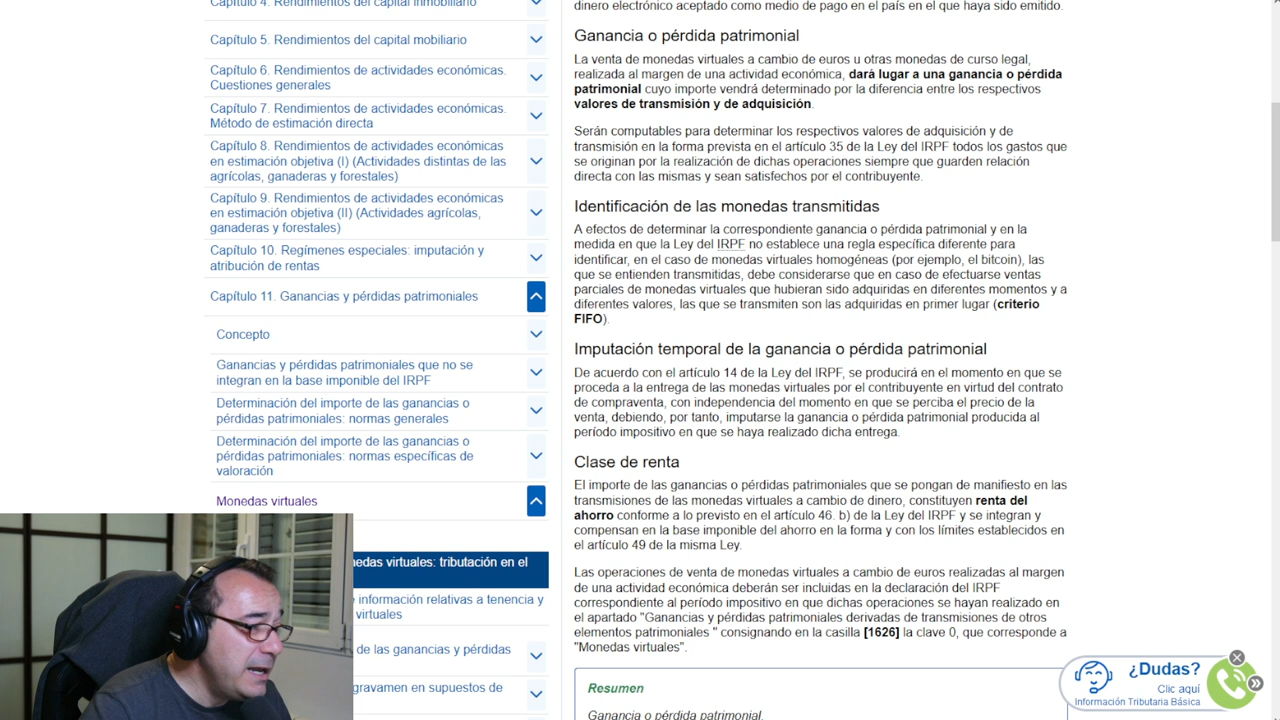 Capítulo 4. Rendimientos del capital inmobiliario
Capítulo 5. Rendimientos del capital mobiliario
Capítulo 6. Rendimientos de actividades económicas.
Cuestiones generales
Capítulo 7. Rendimientos de actividades económicas.
Método de estimación directa
Capítulo 8. Rendimientos de actividades económicas
en estimación objetiva (I) (Actividades distintas de las
agrícolas, ganaderas y forestales)
Capítulo 9. Rendimientos de actividades económicas
en estimación objetiva (II) (Actividades agrícolas,
ganaderas y forestales)
Capítulo 10. Regímenes especiales: imputación y
atribución de rentas
Capítulo 11. Ganancias y pérdidas patrimoniales
Concepto
Ganancias y pérdidas patrimoniales que no se
integran en la base imponible del IRPF
Determinación del importe de las ganancias o
pérdidas patrimoniales: normas generales
Determinación del importe de las ganancias o
pérdidas patrimoniales: normas específicas de
valoración
Monedas virtuales
nedas virtuales: tributación en el
e información relativas a tenencia y
virtuales
de las ganancias y pérdidas
gravamen en supuestos de
dinero electrónico aceptado como medio de pago en el país en el que haya sido emitido.
Ganancia o pérdida patrimonial
La venta de monedas virtuales a cambio de euros u otras monedas de curso legal,
realizada al margen de una actividad económica, dará lugar a una ganancia o pérdida
patrimonial cuyo importe vendrá determinado por la diferencia entre los respectivos
valores de transmisión y de adquisición.
Serán computables para determinar los respectivos valores de adquisición y de
transmisión en la forma prevista en el artículo 35 de la Ley del IRPF todos los gastos que
se originan por la realización de dichas operaciones siempre que guarden relación
directa con las mismas y sean satisfechos por el contribuyente.
Identificación de las monedas transmitidas
A efectos de determinar la correspondiente ganancia o pérdida patrimonial y en la
medida en que la Ley del IRPF no establece una regla específica diferente para
identificar, en el caso de monedas virtuales homogéneas (por ejemplo, el bitcoin), las
que se entienden transmitidas, debe considerarse que en caso de efectuarse ventas
parciales de monedas virtuales que hubieran sido adquiridas en diferentes momentos y a
diferentes valores, las que se transmiten son las adquiridas en primer lugar (criterio
FIFO).
Imputación temporal de la ganancia o pérdida patrimonial
De acuerdo con el artículo 14 de la Ley del IRPF, se producirá en el momento en que se
proceda a la entrega de las monedas virtuales por el contribuyente en virtud del contrato
de compraventa, con independencia del momento en que se perciba el precio de la
venta, debiendo, por tanto, imputarse la ganancia o pérdida patrimonial producida al
período impositivo en que se haya realizado dicha entrega.
Clase de renta
El importe de las ganancias o pérdidas patrimoniales que se pongan de manifiesto en las
transmisiones de las monedas virtuales a cambio de dinero, constituyen renta del
ahorro conforme a lo previsto en el artículo 46. b) de la Ley del IRPF y se integran y
compensan en la base imponible del ahorro en la forma y con los límites establecidos en
el artículo 49 de la misma Ley.
Las operaciones de venta de monedas virtuales a cambio de euros realizadas al margen
de una actividad económica deberán ser incluidas en la declaración del IRPF
correspondiente al período impositivo en que dichas operaciones se hayan realizado en
el apartado "Ganancias y pérdidas patrimoniales derivadas de transmisiones de otros
elementos patrimoniales " consignando en la casilla [1626] la clave 0, que corresponde a
"Monedas virtuales".
Resumen
Ganancia o pérdida patrimonial.
¿Dudas?
Clic aquí
Información Tributaria Básica